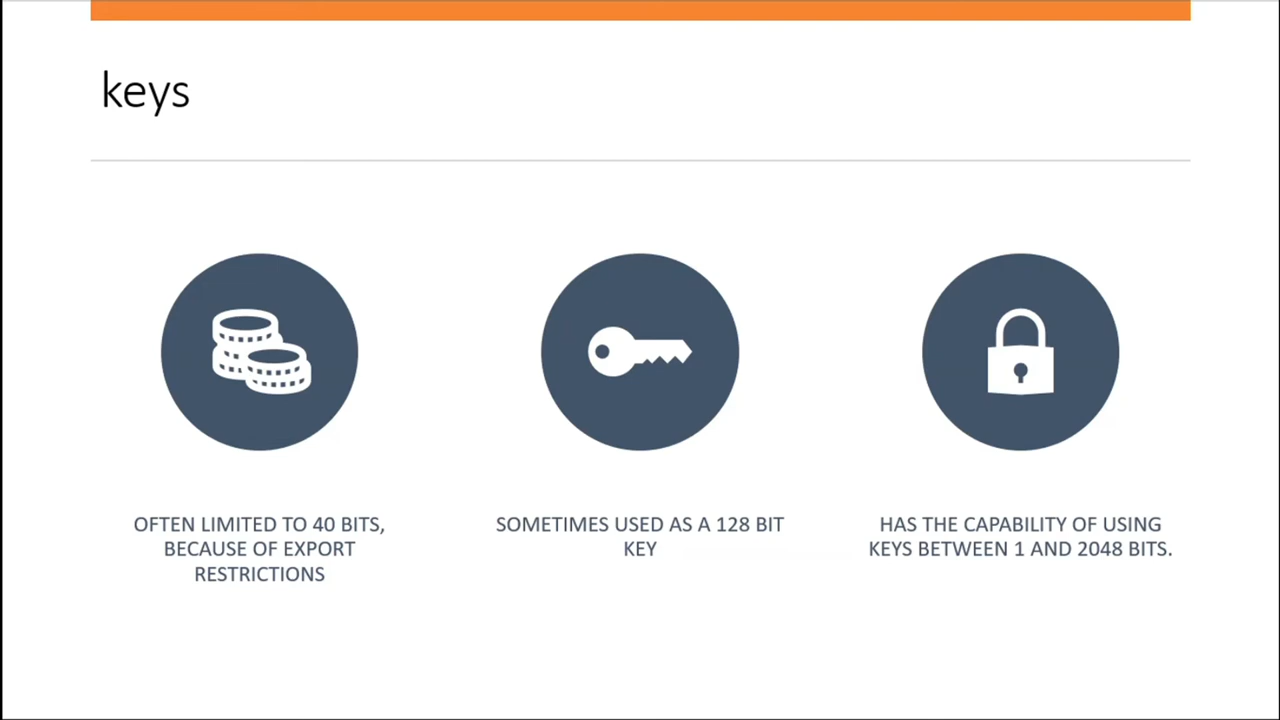 keys
OFTEN LIMITED TO 40 BITS,
BECAUSE OF EXPORT
RESTRICTIONS
SOMETIMES USED AS A 128 BIT
KEY
HAS THE CAPABILITY OF USING
KEYS BETWEEN 1 AND 2048 BITS.